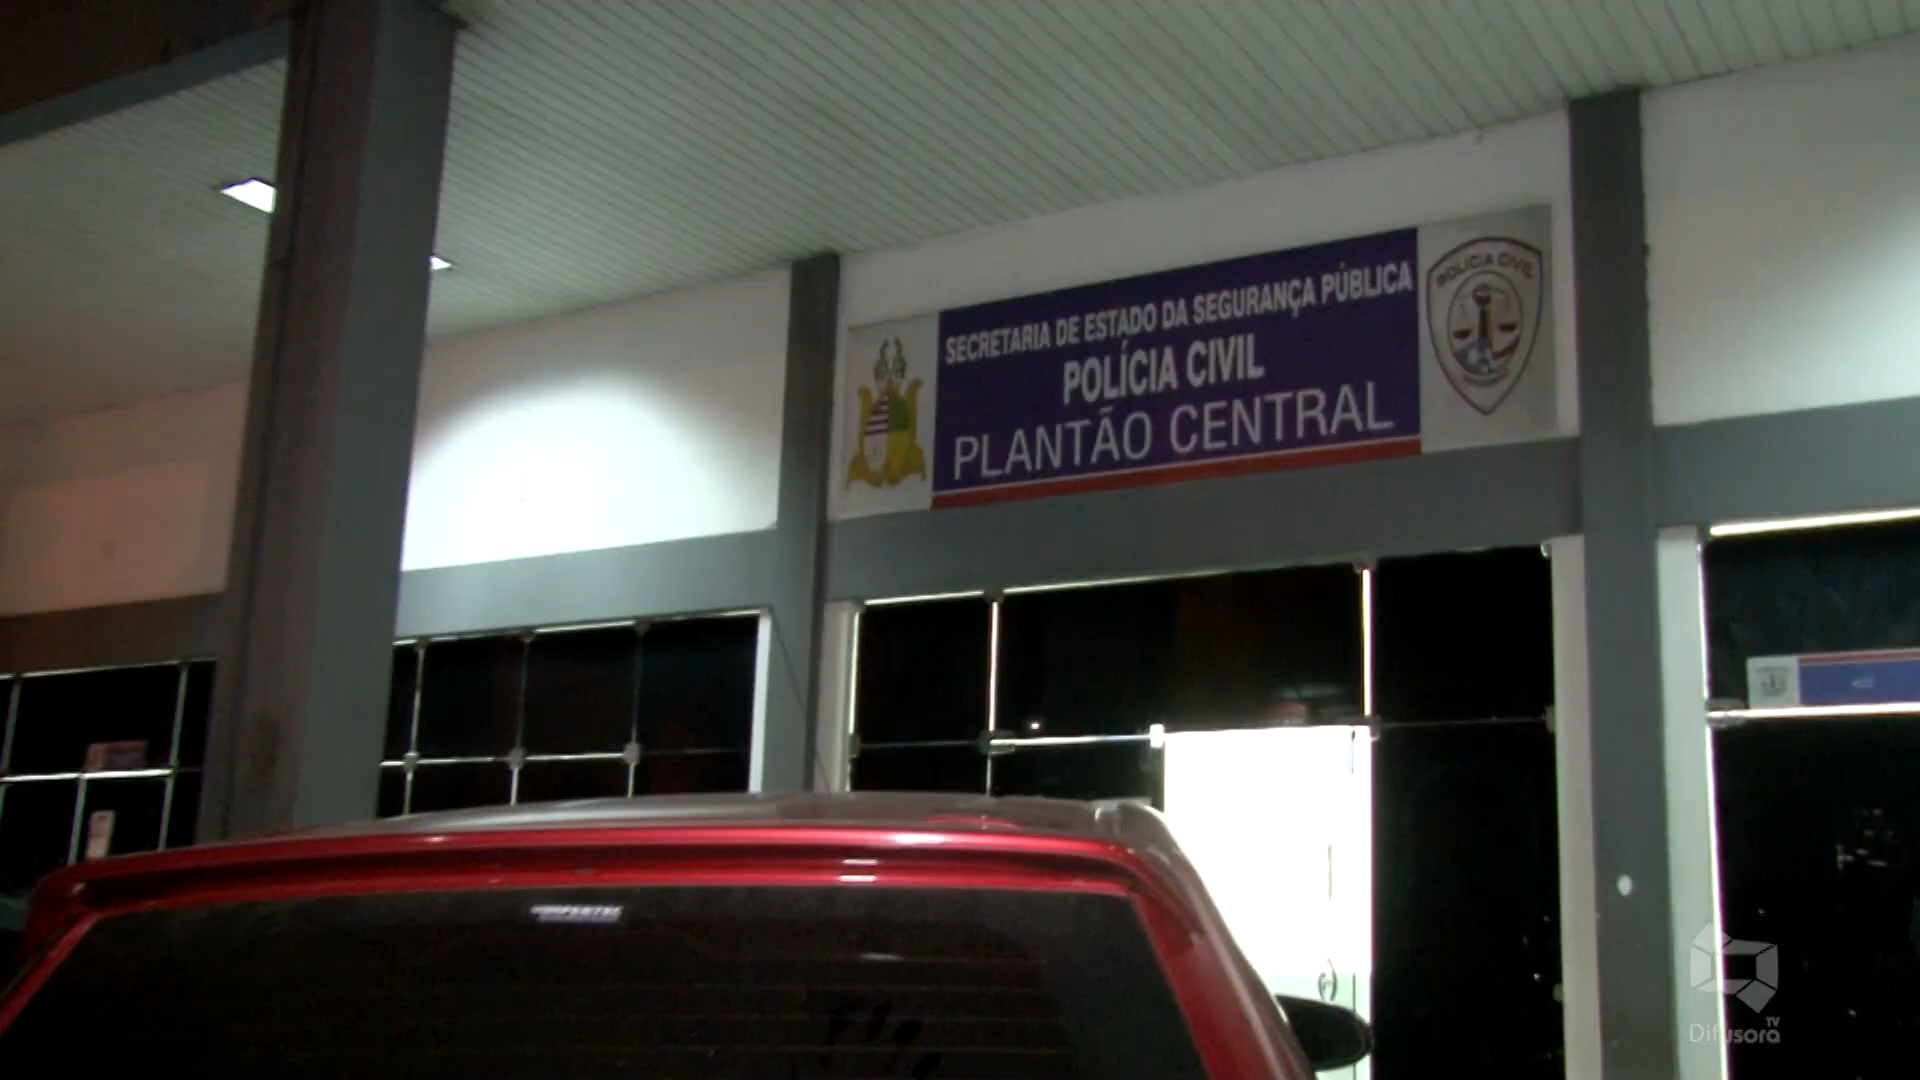 SECRETARIA DE ESTADO DA SEGURANÇA PÚBLICA
POLÍCIA CIVIL
PLANTÃO CENTRAL
POLÍCIA CIVIL
Difusora
TV